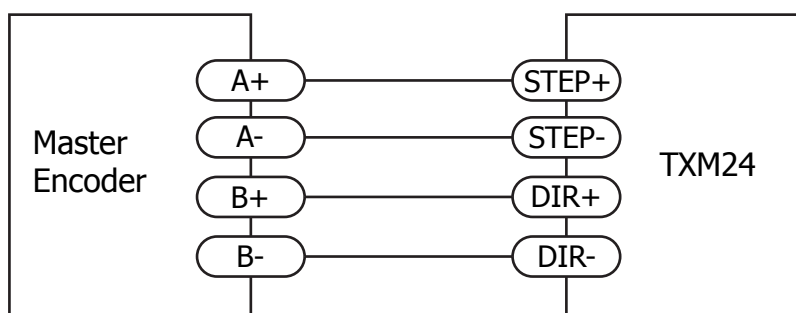 A+ STEP+
A- STEP-
Master
Encoder
TXM24
B+ DIR+
B- DIR-